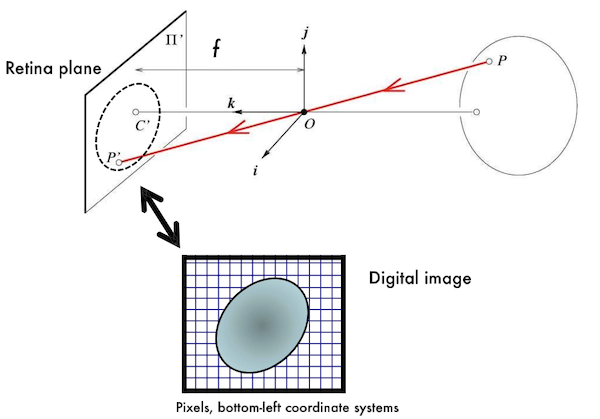 Π'
f
j
P
Retina plane
k
C'
O
P'
i
Digital image
Pixels, bottom-left coordinate systems